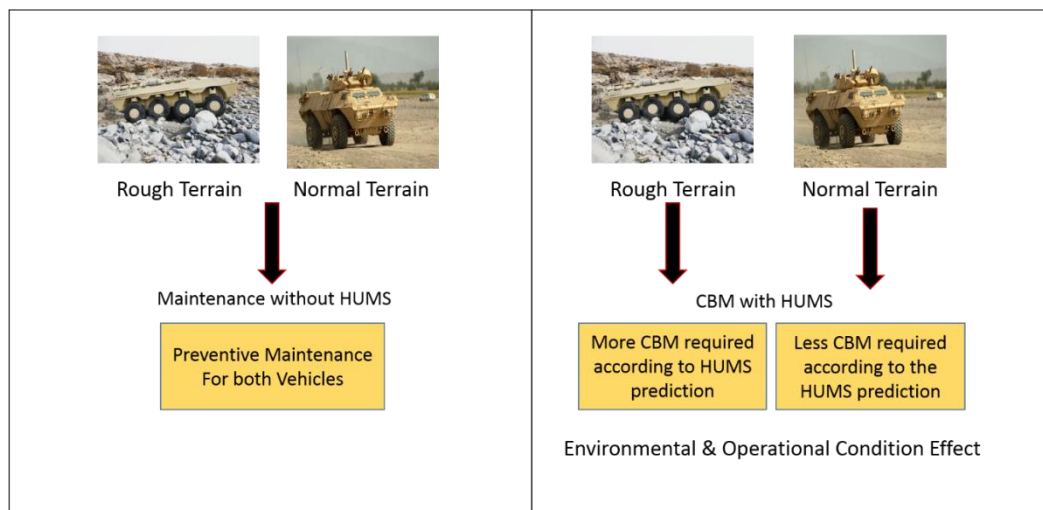 Rough Terrain
Normal Terrain
Maintenance without HUMS
Preventive Maintenance
For both Vehicles
Rough Terrain
Normal Terrain
CBM with HUMS
More CBM required
according to HUMS
prediction
Less CBM required
according to the
HUMS prediction
Environmental & Operational Condition Effect